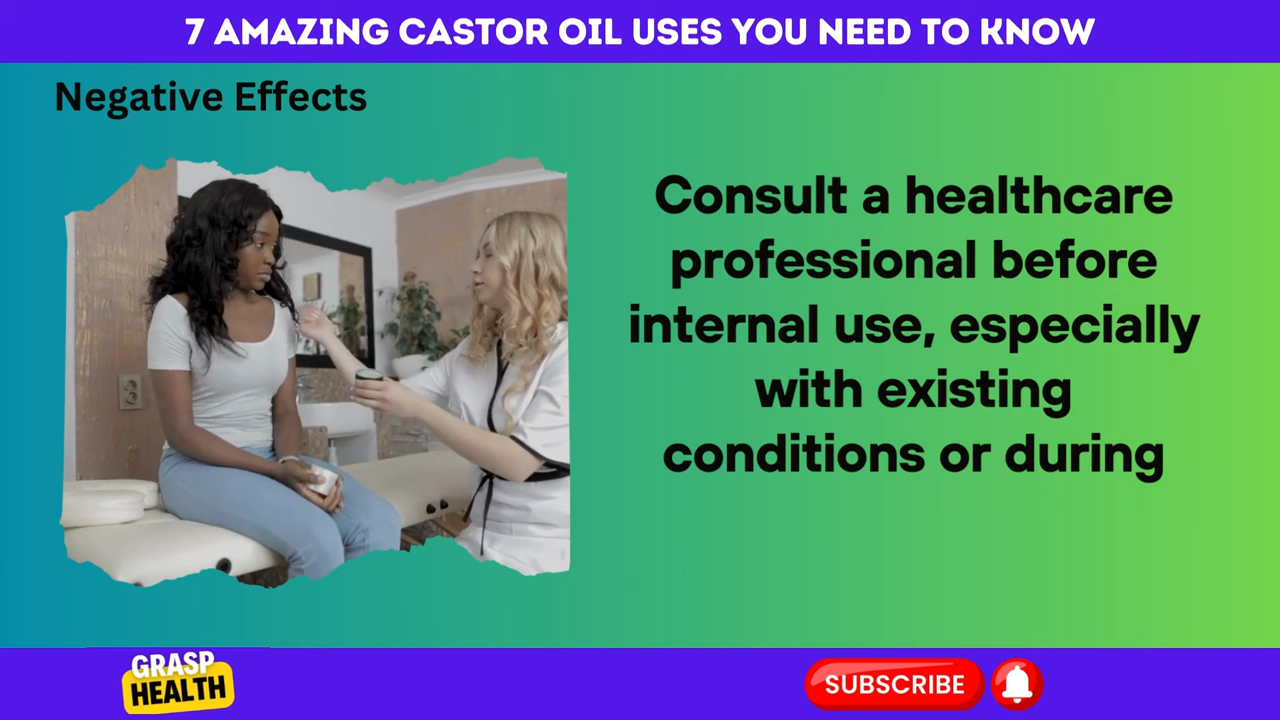 7 AMAZING CASTOR OIL USES YOU NEED TO KNOW
Negative Effects
Consult a healthcare
professional before
internal use, especially
with existing
conditions or during
GRASP
HEALTH
SUBSCRIBE